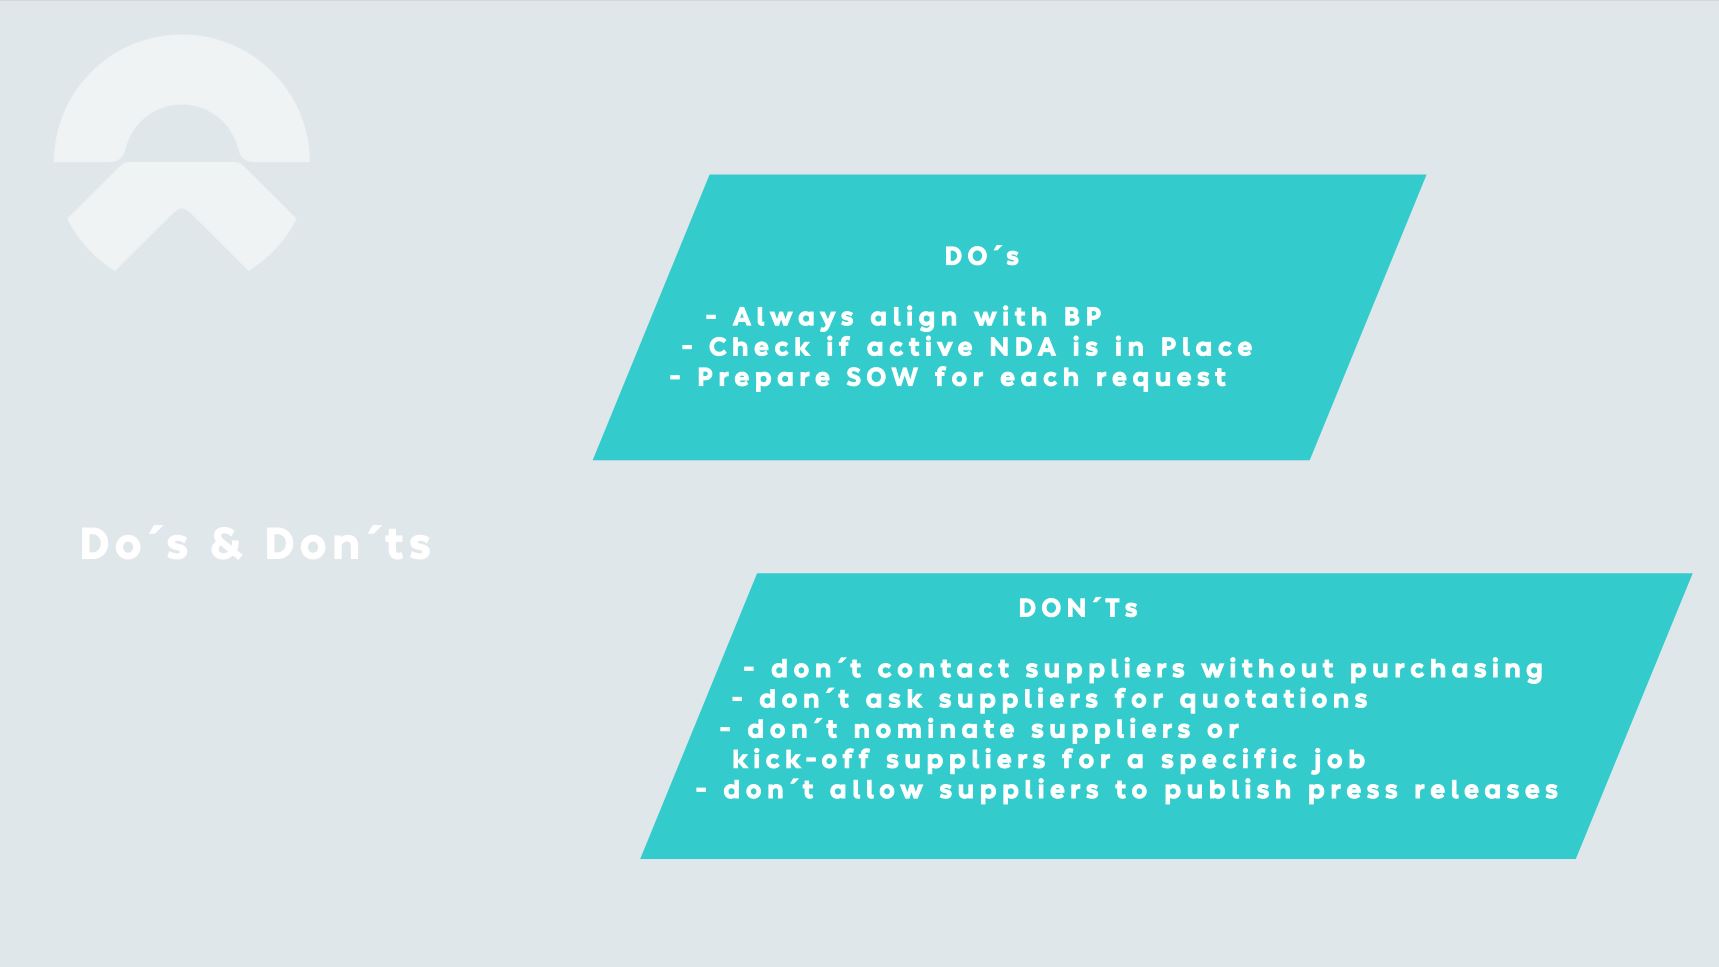 Do´s & Don´ts
DO´s
- Always align with BP
- Check if active NDA is in Place
- Prepare SOW for each request
DON´Ts
- don´t contact suppliers without purchasing
- don´t ask suppliers for quotations
- don´t nominate suppliers or
kick-off suppliers for a specific job
- don´t allow suppliers to publish press releases